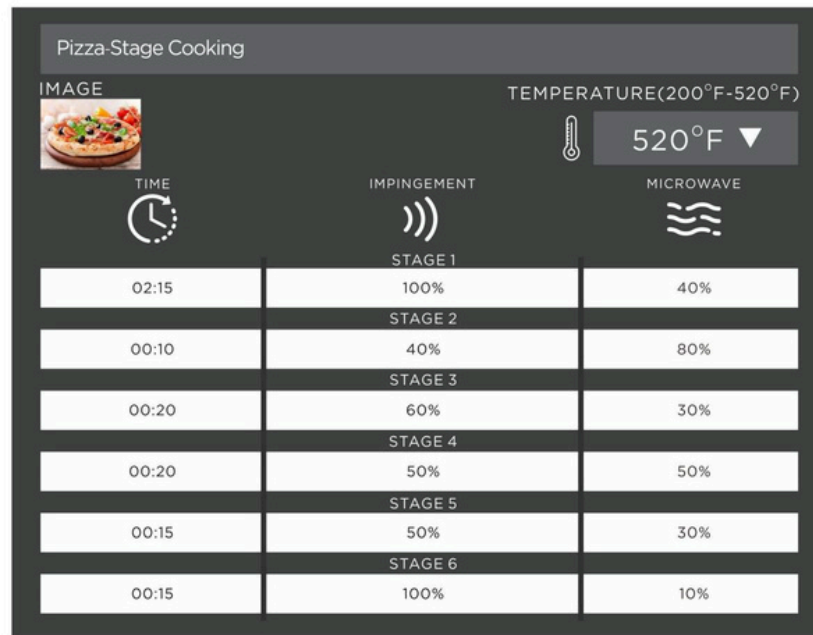 Pizza-Stage Cooking
IMAGE
TEMPERATURE(200°F-520°F)
520°F ▼
TIME IMPINGEMENT MICROWAVE
STAGE 1
02:15 100% 40%
STAGE 2
00:10 40% 80%
STAGE 3
00:20 60% 30%
STAGE 4
00:20 50% 50%
STAGE 5
00:15 50% 30%
STAGE 6
00:15 100% 10%